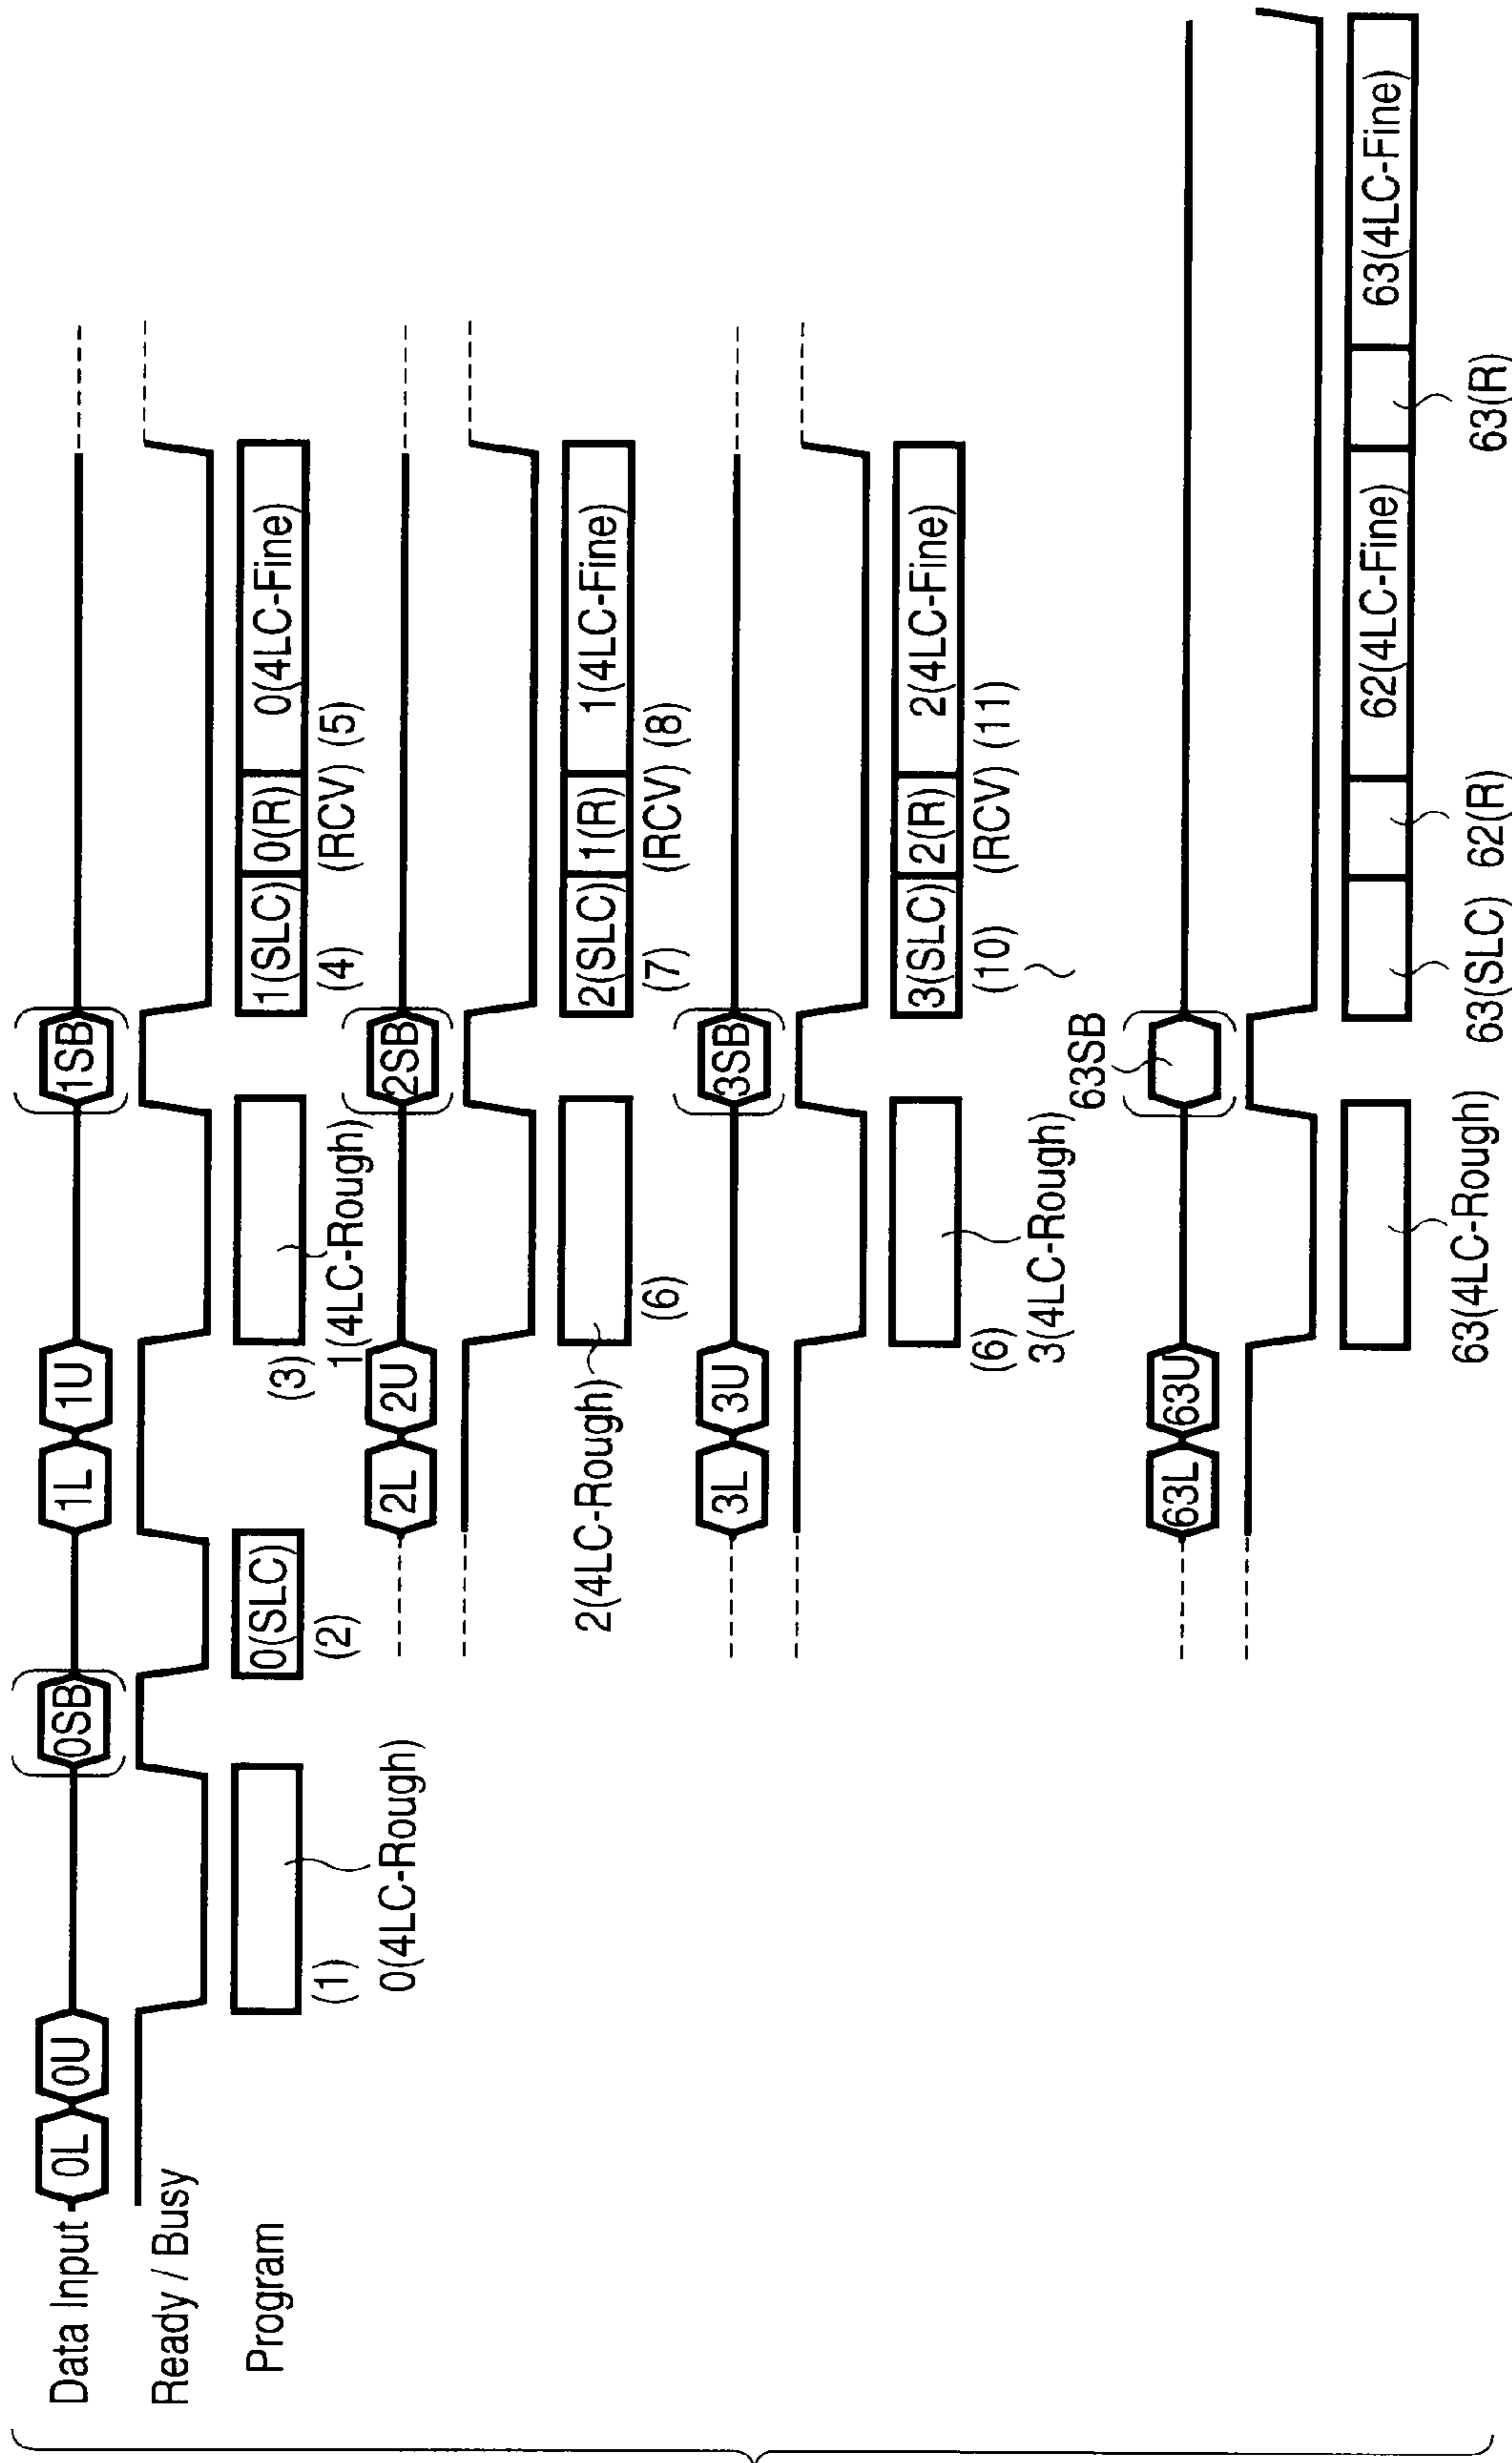 Data Input
0L
0U
0SB
1L
1U
1SB
Ready / Busy
Program
0(SLC)
1(SLC)
0(R)
0(4LC-Fine)
(1)
(2)
(3)
(4)
(RCV)
(5)
0(4LC-Rough)
1(4LC-Rough)
2L
2U
2SB
2(SLC)
1(R)
1(4LC-Fine)
2(4LC-Rough)
(6)
(7)
(RCV)
(8)
3L
3U
3SB
3(SLC)
2(R)
2(4LC-Fine)
(6)
(10)
(RCV)
(11)
3(4LC-Rough)
63SB
63L
63U
62(4LC-Fine)
63(4LC-Fine)
63(4LC-Rough)
63(SLC)
62(R)
63(R)